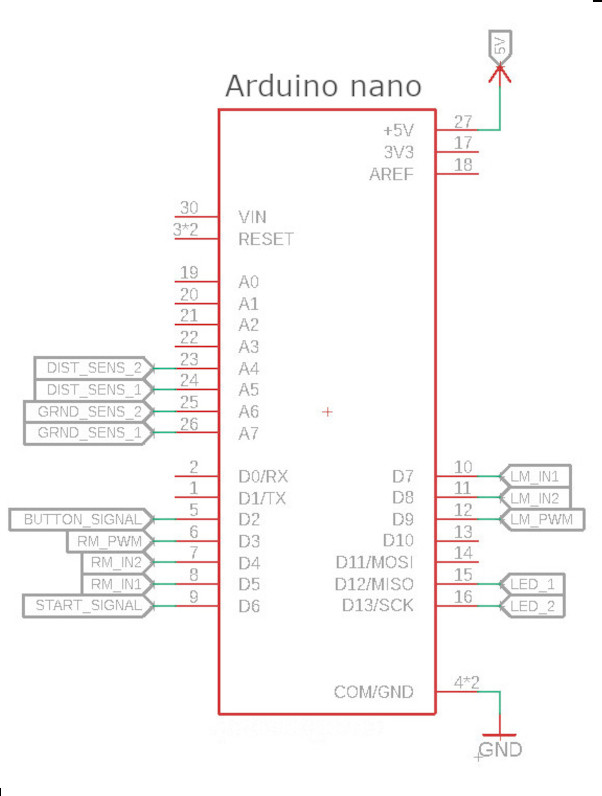 5V
Arduino nano
+5V 27
3V3 17
AREF 18
30 VIN
3*2 RESET
19 A0
20 A1
21 A2
22 A3
DIST_SENS_2 23 A4
DIST_SENS_1 24 A5
GRND_SENS_2 25 A6
GRND_SENS_1 26 A7
2 D0/RX D7 10 LM_IN1
1 D1/TX D8 11 LM_IN2
BUTTON_SIGNAL 5 D2 D9 12 LM_PWM
RM_PWM 6 D3 D10 13
RM_IN2 7 D4 D11/MOSI 14
RM_IN1 8 D5 D12/MISO 15 LED_1
START_SIGNAL 9 D6 D13/SCK 16 LED_2
COM/GND 4*2
GND